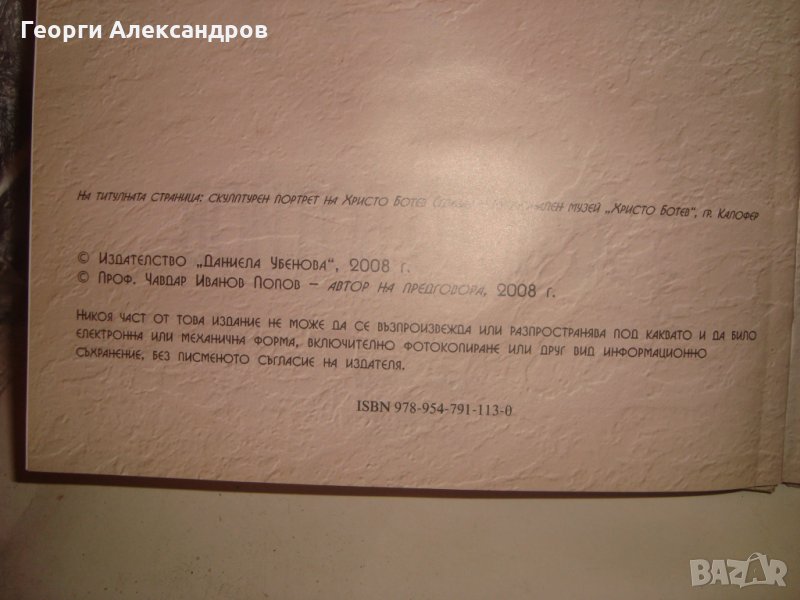 Георги Александров
На титулната страница: скулптурен портрет на Христо Ботев музей „Христо Ботев“, гр. Калофер
© Издателство „Даниела Убенова“, 2008 г.
© Проф. Чавдар Иванов Попов – автор на предговора, 2008 г.
Никоя част от това издание не може да се възпроизвежда или разпространява под каквато и да било
електронна или механична форма, включително фотокопиране или друг вид информационно
съхранение, без писменото съгласие на издателя.
ISBN 978-954-791-113-0
BAZAR